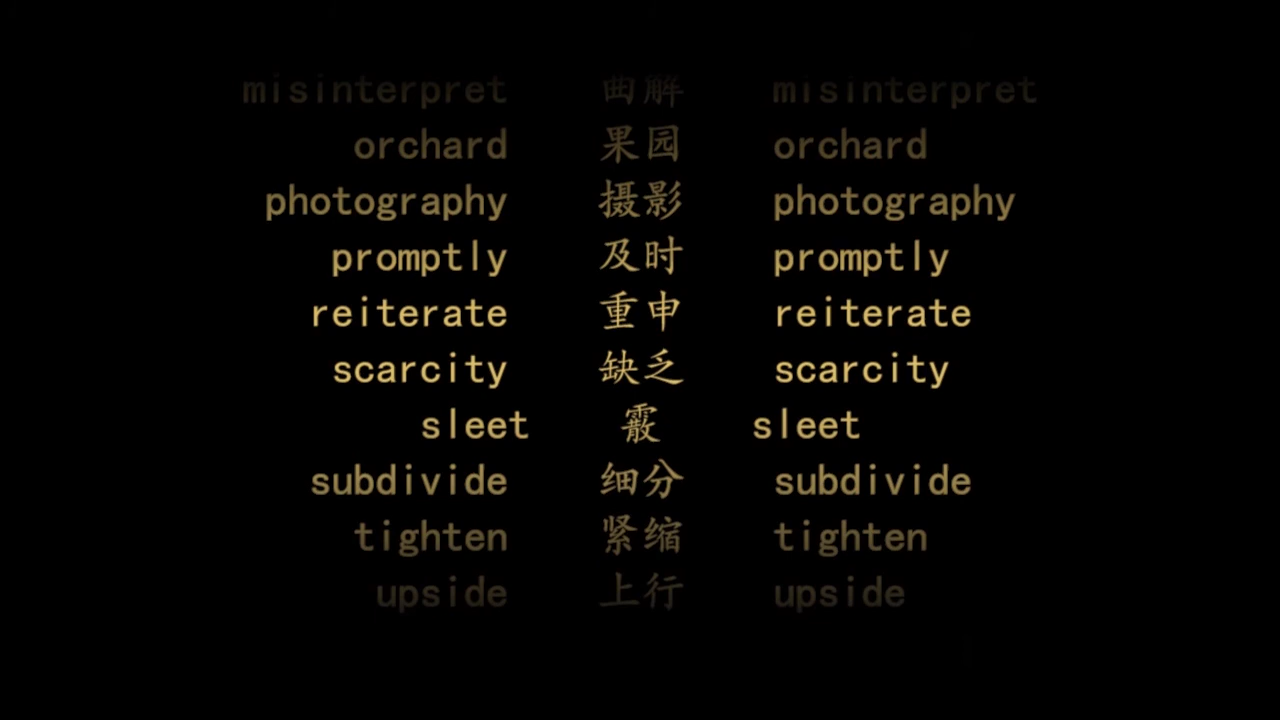 misinterpret 曲解 misinterpret
orchard 果园 orchard
photography 摄影 photography
promptly 及时 promptly
reiterate 重申 reiterate
scarcity 缺乏 scarcity
sleet 霰 sleet
subdivide 细分 subdivide
tighten 紧缩 tighten
upside 上行 upside